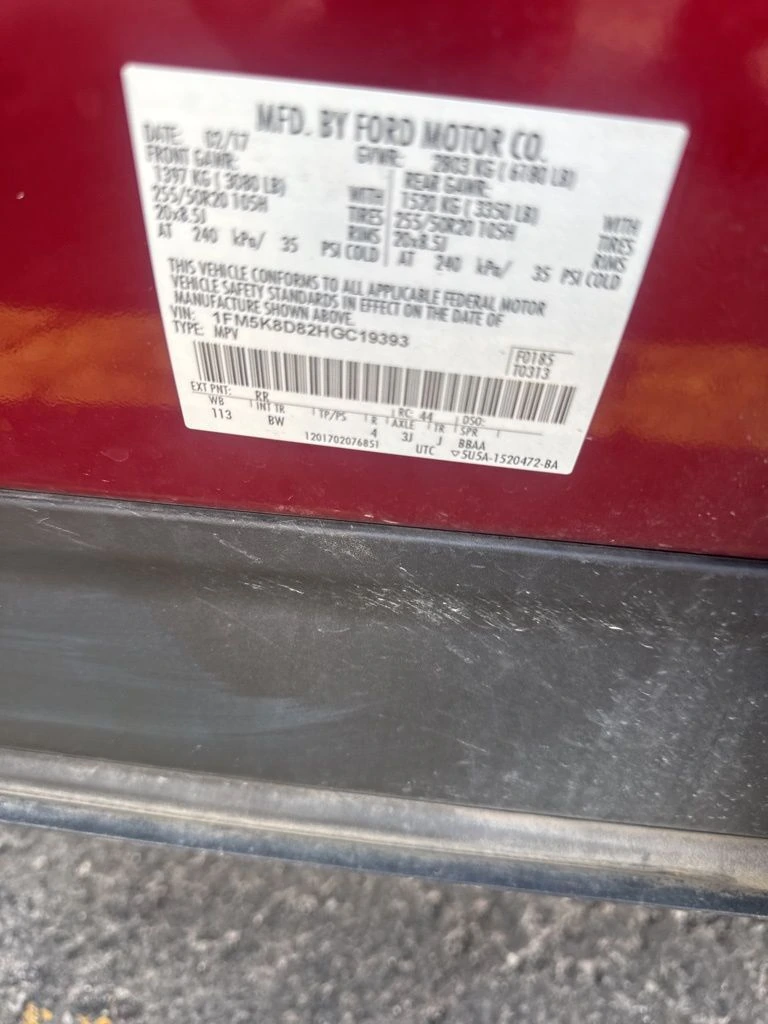 MFD. BY FORD MOTOR CO.
DATE: 02/17 GVWR: 2803 KG ( 6180 LB)
FRONT GAWR: REAR GAWR:
1397 KG ( 3080 LB) WITH 1520 KG ( 3350 LB) WITH
255/50R20 105H TIRES 255/50R20 105H TIRES
20x8.5J RIMS 20x8.5J RIMS
AT 240 kPa/ 35 PSI COLD AT 240 kPa/ 35 PSI COLD
THIS VEHICLE CONFORMS TO ALL APPLICABLE FEDERAL MOTOR
VEHICLE SAFETY STANDARDS IN EFFECT ON THE DATE OF
MANUFACTURE SHOWN ABOVE.
VIN: 1FM5K8D82HGC19393
TYPE: MPV
F0185
T0313
EXT PNT: RR RC: 44 DSO:
WB INT TR TP/PS R AXLE TR SPR
113 BW 4 3J J BBAA
1201702076851 UTC ▽5U5A-1520472-BA